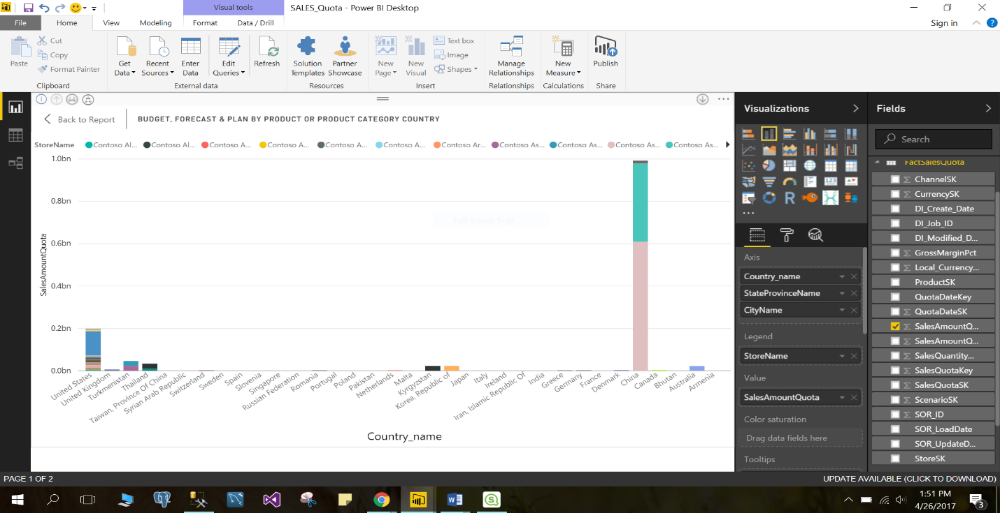 Visual tools
SALES_Quota - Power BI Desktop
File
Home
View
Modeling
Format
Data / Drill
Sign in
?
Paste
Cut
Copy
Format Painter
Clipboard
Get Data
Recent Sources
Enter Data
Edit Queries
Refresh
External data
Solution Templates
Partner Showcase
Resources
New Page
New Visual
Text box
Image
Shapes
Insert
Manage Relationships
Relationships
New Measure
Calculations
Publish
Share
Back to Report
BUDGET, FORECAST & PLAN BY PRODUCT OR PRODUCT CATEGORY COUNTRY
StoreName Contoso Al... Contoso Al... Contoso A... Contoso A... Contoso A... Contoso A... Contoso Ar... Contoso As... Contoso As... Contoso As... Contoso As...
1.0bn
0.8bn
0.6bn
0.4bn
0.2bn
0.0bn
SalesAmountQuota
Full-screen Snip
United States
United Kingdom
Turkmenistan
Thailand
Taiwan, Province Of China
Syrian Arab Republic
Switzerland
Sweden
Spain
Slovenia
Singapore
Russian Federation
Romania
Portugal
Poland
Pakistan
Netherlands
Malta
Kyrgyzstan
Korea, Republic of
Japan
Italy
Ireland
Iran, Islamic Republic Of
India
Greece
Germany
France
Denmark
China
Canada
Bhutan
Australia
Armenia
Country_name
Visualizations
R
123
...
Axis
Country_name
StateProvinceName
CityName
Legend
StoreName
Value
SalesAmountQuota
Color saturation
Drag data fields here
Tooltips
Fields
Search
FactSalesQuota
ChannelSK
CurrencySK
DI_Create_Date
DI_Job_ID
DI_Modified_D...
GrossMarginPct
Local_Currency...
ProductSK
QuotaDateKey
QuotaDateSK
SalesAmountQ...
SalesAmountQ...
SalesQuantity...
SalesQuotaKey
SalesQuotaSK
ScenarioSK
SOR_ID
SOR_LoadDate
SOR_UpdateD...
StoreSK
PAGE 1 OF 2
UPDATE AVAILABLE (CLICK TO DOWNLOAD)
1:51 PM
4/26/2017
3